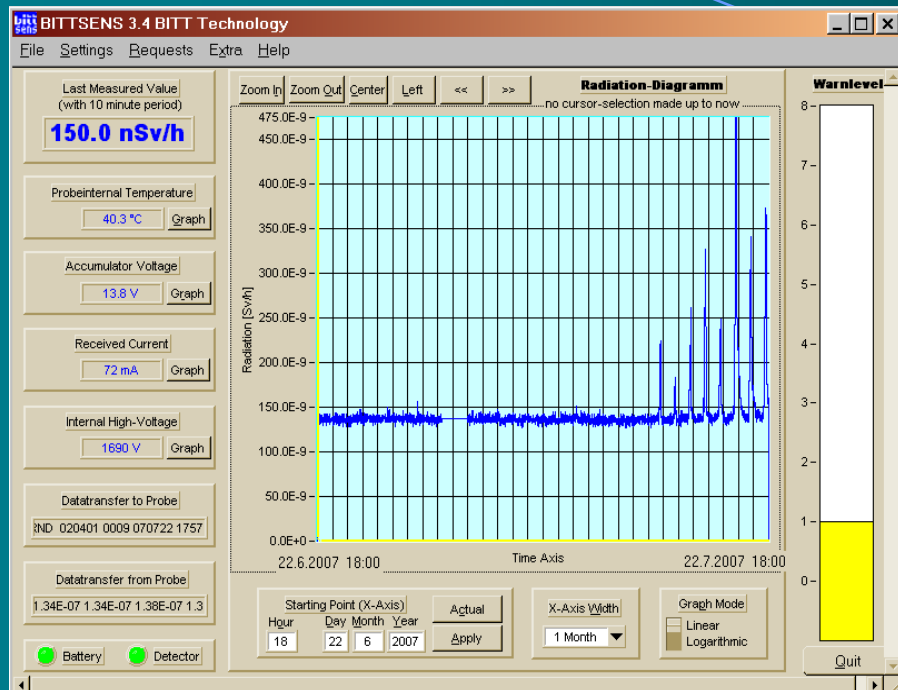 bitt sens BITTSENS 3.4 BITT Technology
File Settings Requests Extra Help
Last Measured Value
(with 10 minute period)
150.0 nSv/h
Probeinternal Temperature
40.3 °C Graph
Accumulator Voltage
13.8 V Graph
Received Current
72 mA Graph
Internal High-Voltage
1690 V Graph
Datatransfer to Probe
020401 0009 070722 1757
Datatransfer from Probe
1.34E-07 1.34E-07 1.38E-07 1.3
Battery Detector
Zoom In Zoom Out Center Left << >> Radiation-Diagramm
no cursor-selection made up to now
475.0E-9
450.0E-9
400.0E-9
350.0E-9
300.0E-9
250.0E-9
200.0E-9
150.0E-9
100.0E-9
50.0E-9
0.0E+0
Radiation [Sv/h]
22.6.2007 18:00 Time Axis 22.7.2007 18:00
Starting Point (X-Axis)
Hour Day Month Year
18 22 6 2007
Actual
Apply
X-Axis Width
1 Month
Graph Mode
Linear
Logarithmic
Warnlevel
8
7
6
5
4
3
2
1
0
Quit